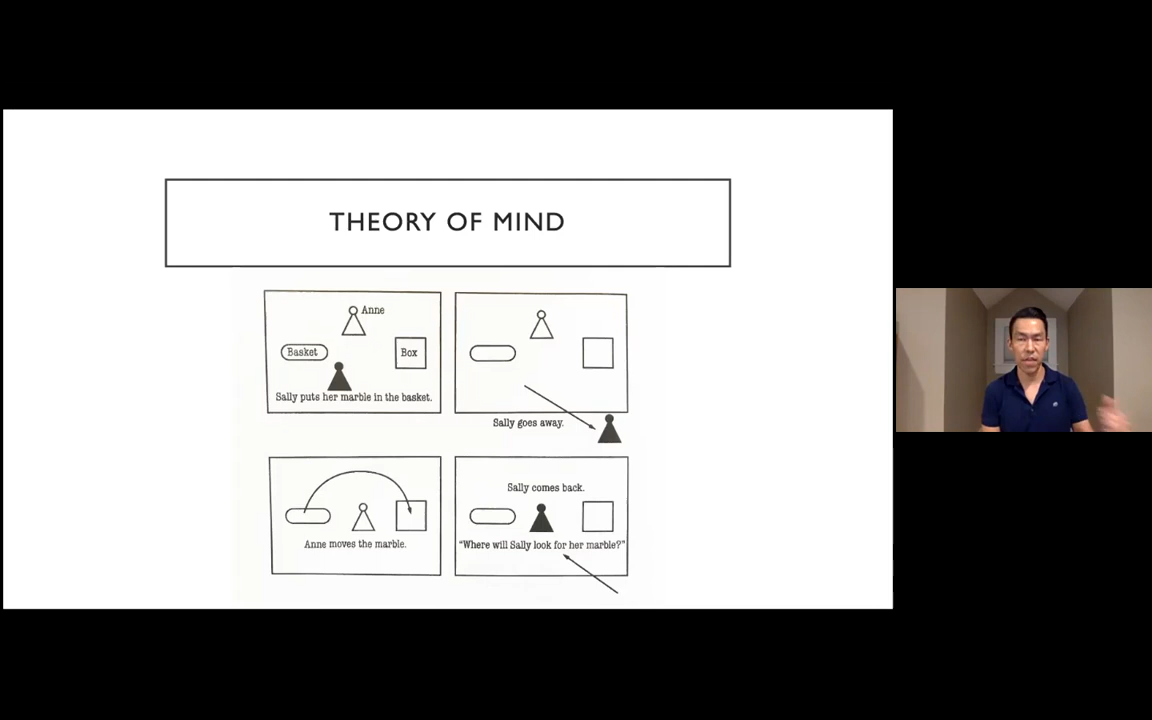 THEORY OF MIND
Anne
Basket
Box
Sally puts her marble in the basket.
Sally goes away.
Anne moves the marble.
Sally comes back.
"Where will Sally look for her marble?"